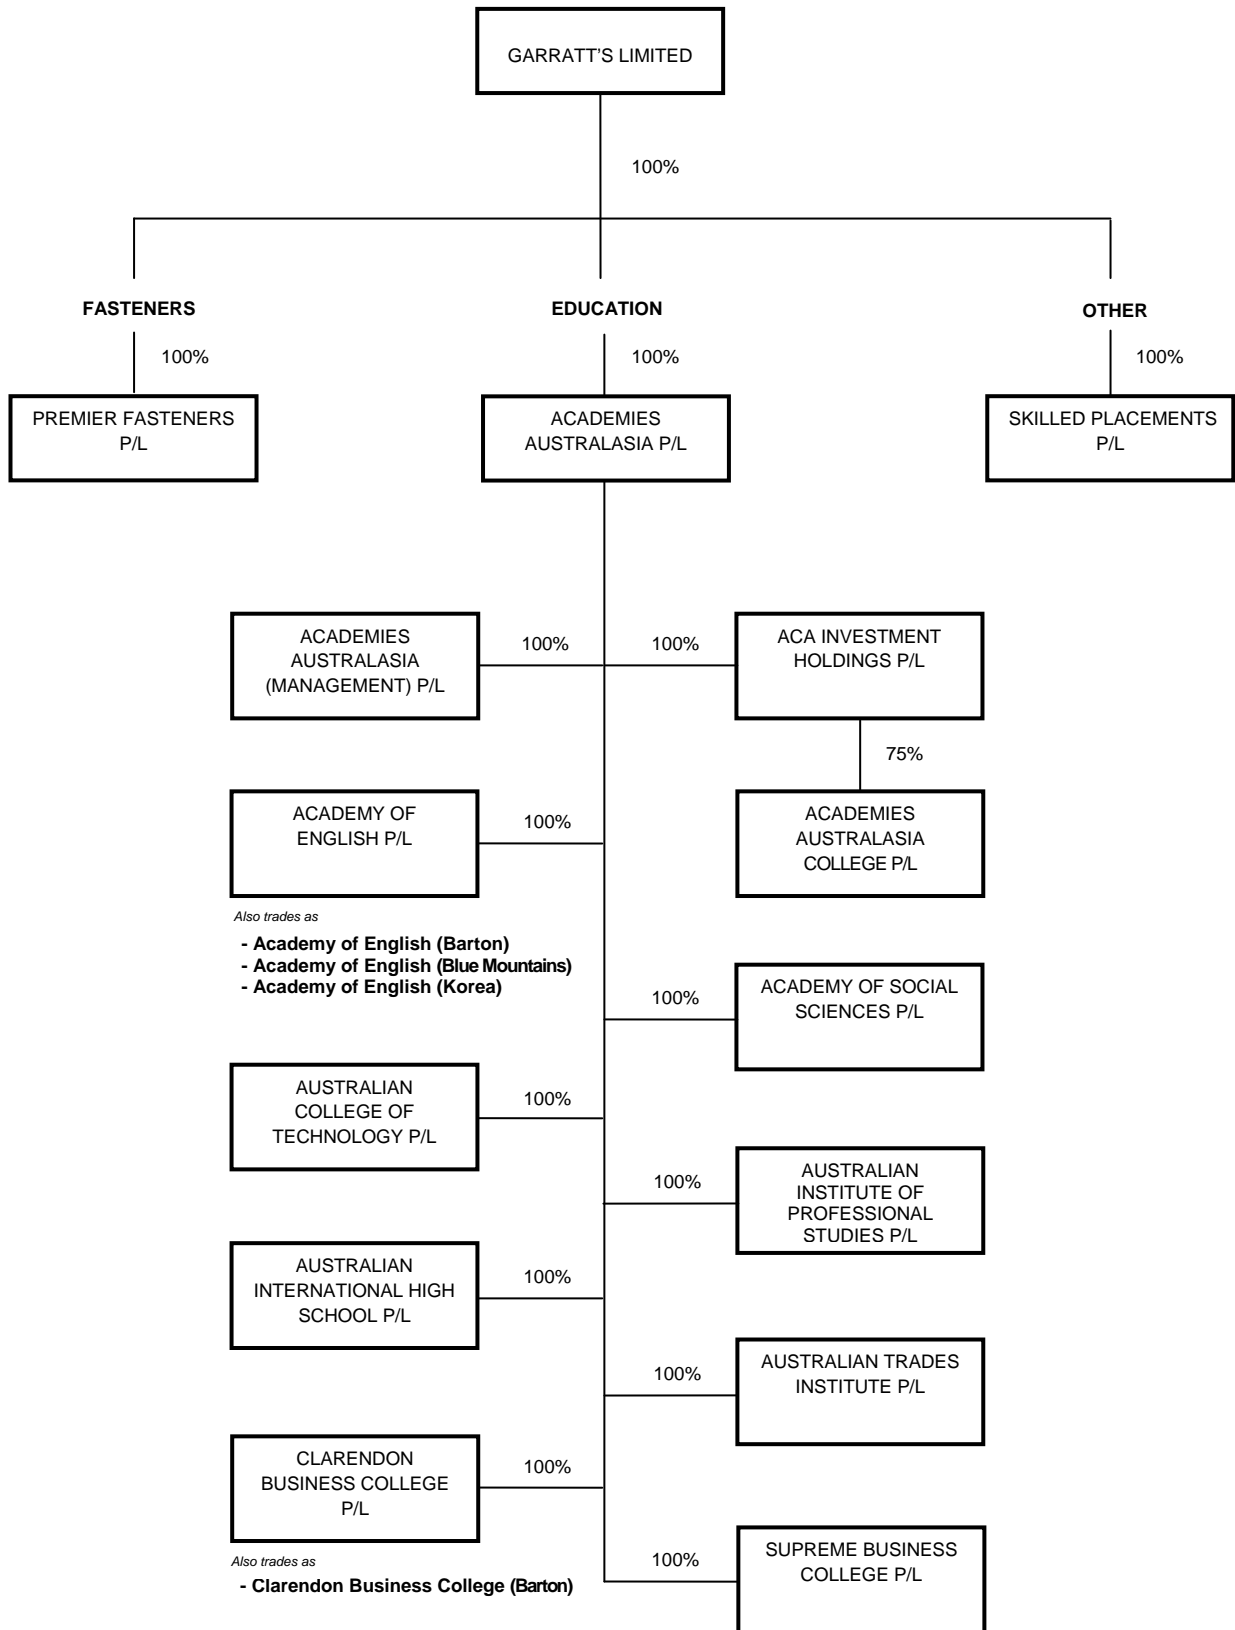 GARRATT'S LIMITED
100%
FASTENERS
EDUCATION
OTHER
100%
100%
100%
PREMIER FASTENERS
P/L
ACADEMIES
AUSTRALASIA P/L
SKILLED PLACEMENTS
P/L
ACADEMIES
AUSTRALASIA
(MANAGEMENT) P/L
100%
100%
ACA INVESTMENT
HOLDINGS P/L
75%
ACADEMY OF
ENGLISH P/L
100%
ACADEMIES
AUSTRALASIA
COLLEGE P/L
Also trades as
- Academy of English (Barton)
- Academy of English (Blue Mountains)
- Academy of English (Korea)
100%
ACADEMY OF SOCIAL
SCIENCES P/L
AUSTRALIAN
COLLEGE OF
TECHNOLOGY P/L
100%
100%
AUSTRALIAN
INSTITUTE OF
PROFESSIONAL
STUDIES P/L
AUSTRALIAN
INTERNATIONAL HIGH
SCHOOL P/L
100%
100%
AUSTRALIAN TRADES
INSTITUTE P/L
CLARENDON
BUSINESS COLLEGE
P/L
100%
Also trades as
- Clarendon Business College (Barton)
100%
SUPREME BUSINESS
COLLEGE P/L